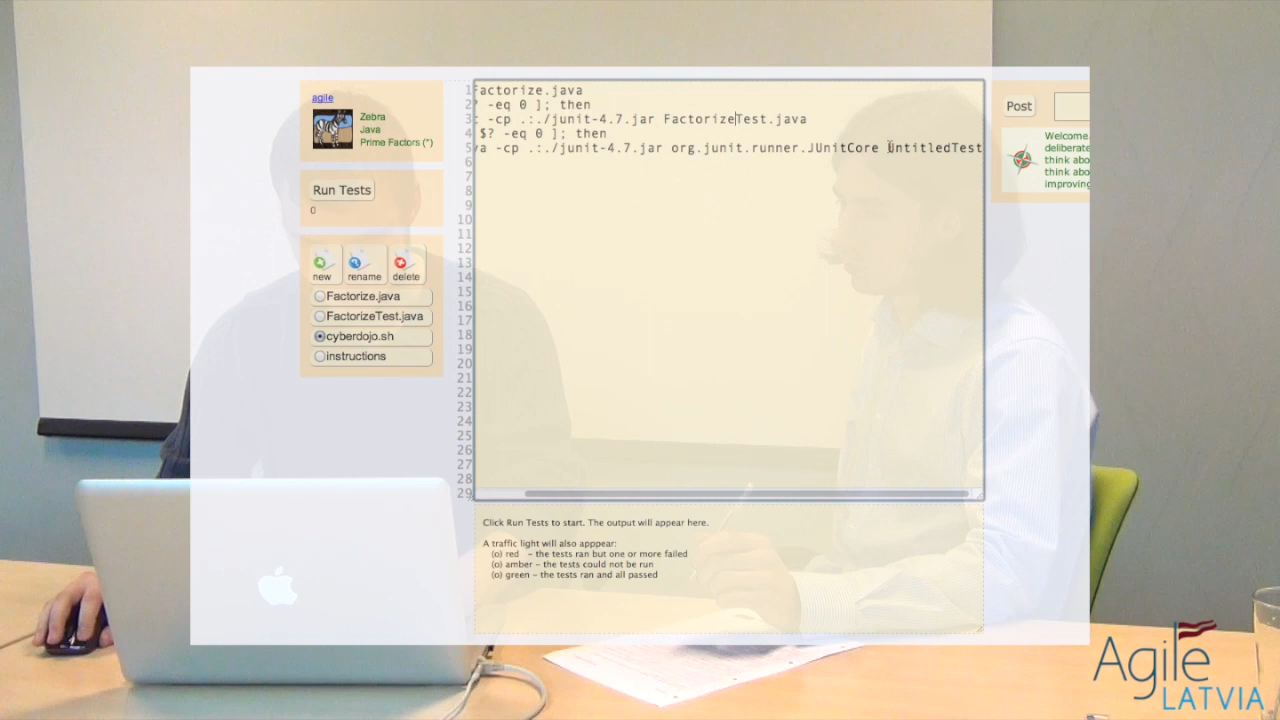 agile
Zebra
Java
Prime Factors (*)
Run Tests
0
new rename delete
Factorize.java
FactorizeTest.java
cyberdojo.sh
instructions
1 Factorize.java
2 -eq 0 ]; then
3 -cp .:./junit-4.7.jar FactorizeTest.java
4 $? -eq 0 ]; then
5 va -cp .:./junit-4.7.jar org.junit.runner.JUnitCore UntitledTest
6
7
8
9
10
11
12
13
14
15
16
17
18
19
20
21
22
23
24
25
26
27
28
29
Click Run Tests to start. The output will appear here.
A traffic light will also apppear:
(o) red - the tests ran but one or more failed
(o) amber - the tests could not be run
(o) green - the tests ran and all passed
Post
Welcome.
deliberate
think abo
think abo
improving
Agile
LATVIA